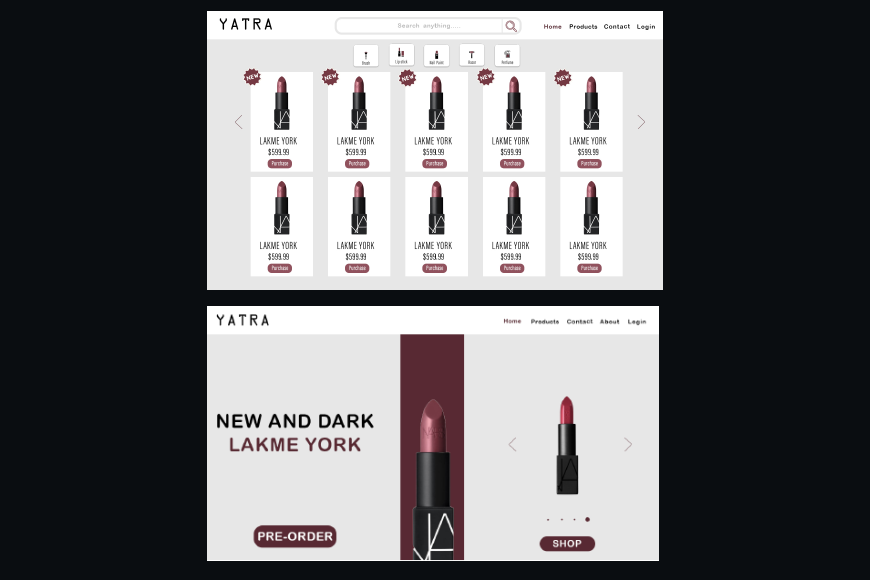 YATRA
Search anything.....
Home Products Contact Login
Brush Lipstick Nail Paint Razor Perfume
NEW NEW NEW NEW NEW
LAKME YORK LAKME YORK LAKME YORK LAKME YORK LAKME YORK
$599.99 $599.99 $599.99 $599.99 $599.99
Purchase Purchase Purchase Purchase Purchase
LAKME YORK LAKME YORK LAKME YORK LAKME YORK LAKME YORK
$599.99 $599.99 $599.99 $599.99 $599.99
Purchase Purchase Purchase Purchase Purchase
YATRA
Home Products Contact About Login
NEW AND DARK
LAKME YORK
PRE-ORDER
SHOP